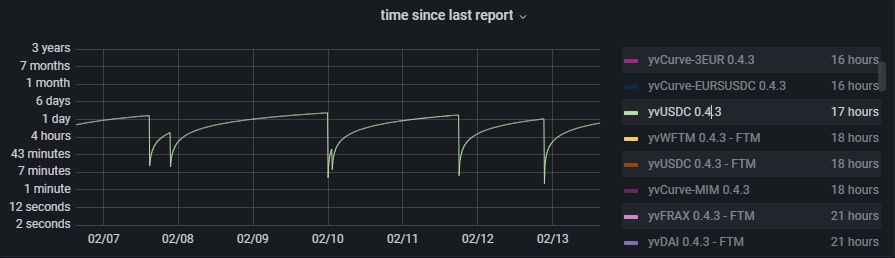 time since last report
3 years
7 months
1 month
6 days
1 day
4 hours
43 minutes
7 minutes
1 minute
12 seconds
2 seconds
02/07 02/08 02/09 02/10 02/11 02/12 02/13
yvCurve-3EUR 0.4.3 16 hours
yvCurve-EURSUSDC 0.4.3 16 hours
yvUSDC 0.4.3 17 hours
yvWFTM 0.4.3 - FTM 18 hours
yvUSDC 0.4.3 - FTM 18 hours
yvCurve-MIM 0.4.3 18 hours
yvFRAX 0.4.3 - FTM 21 hours
yvDAI 0.4.3 - FTM 21 hours